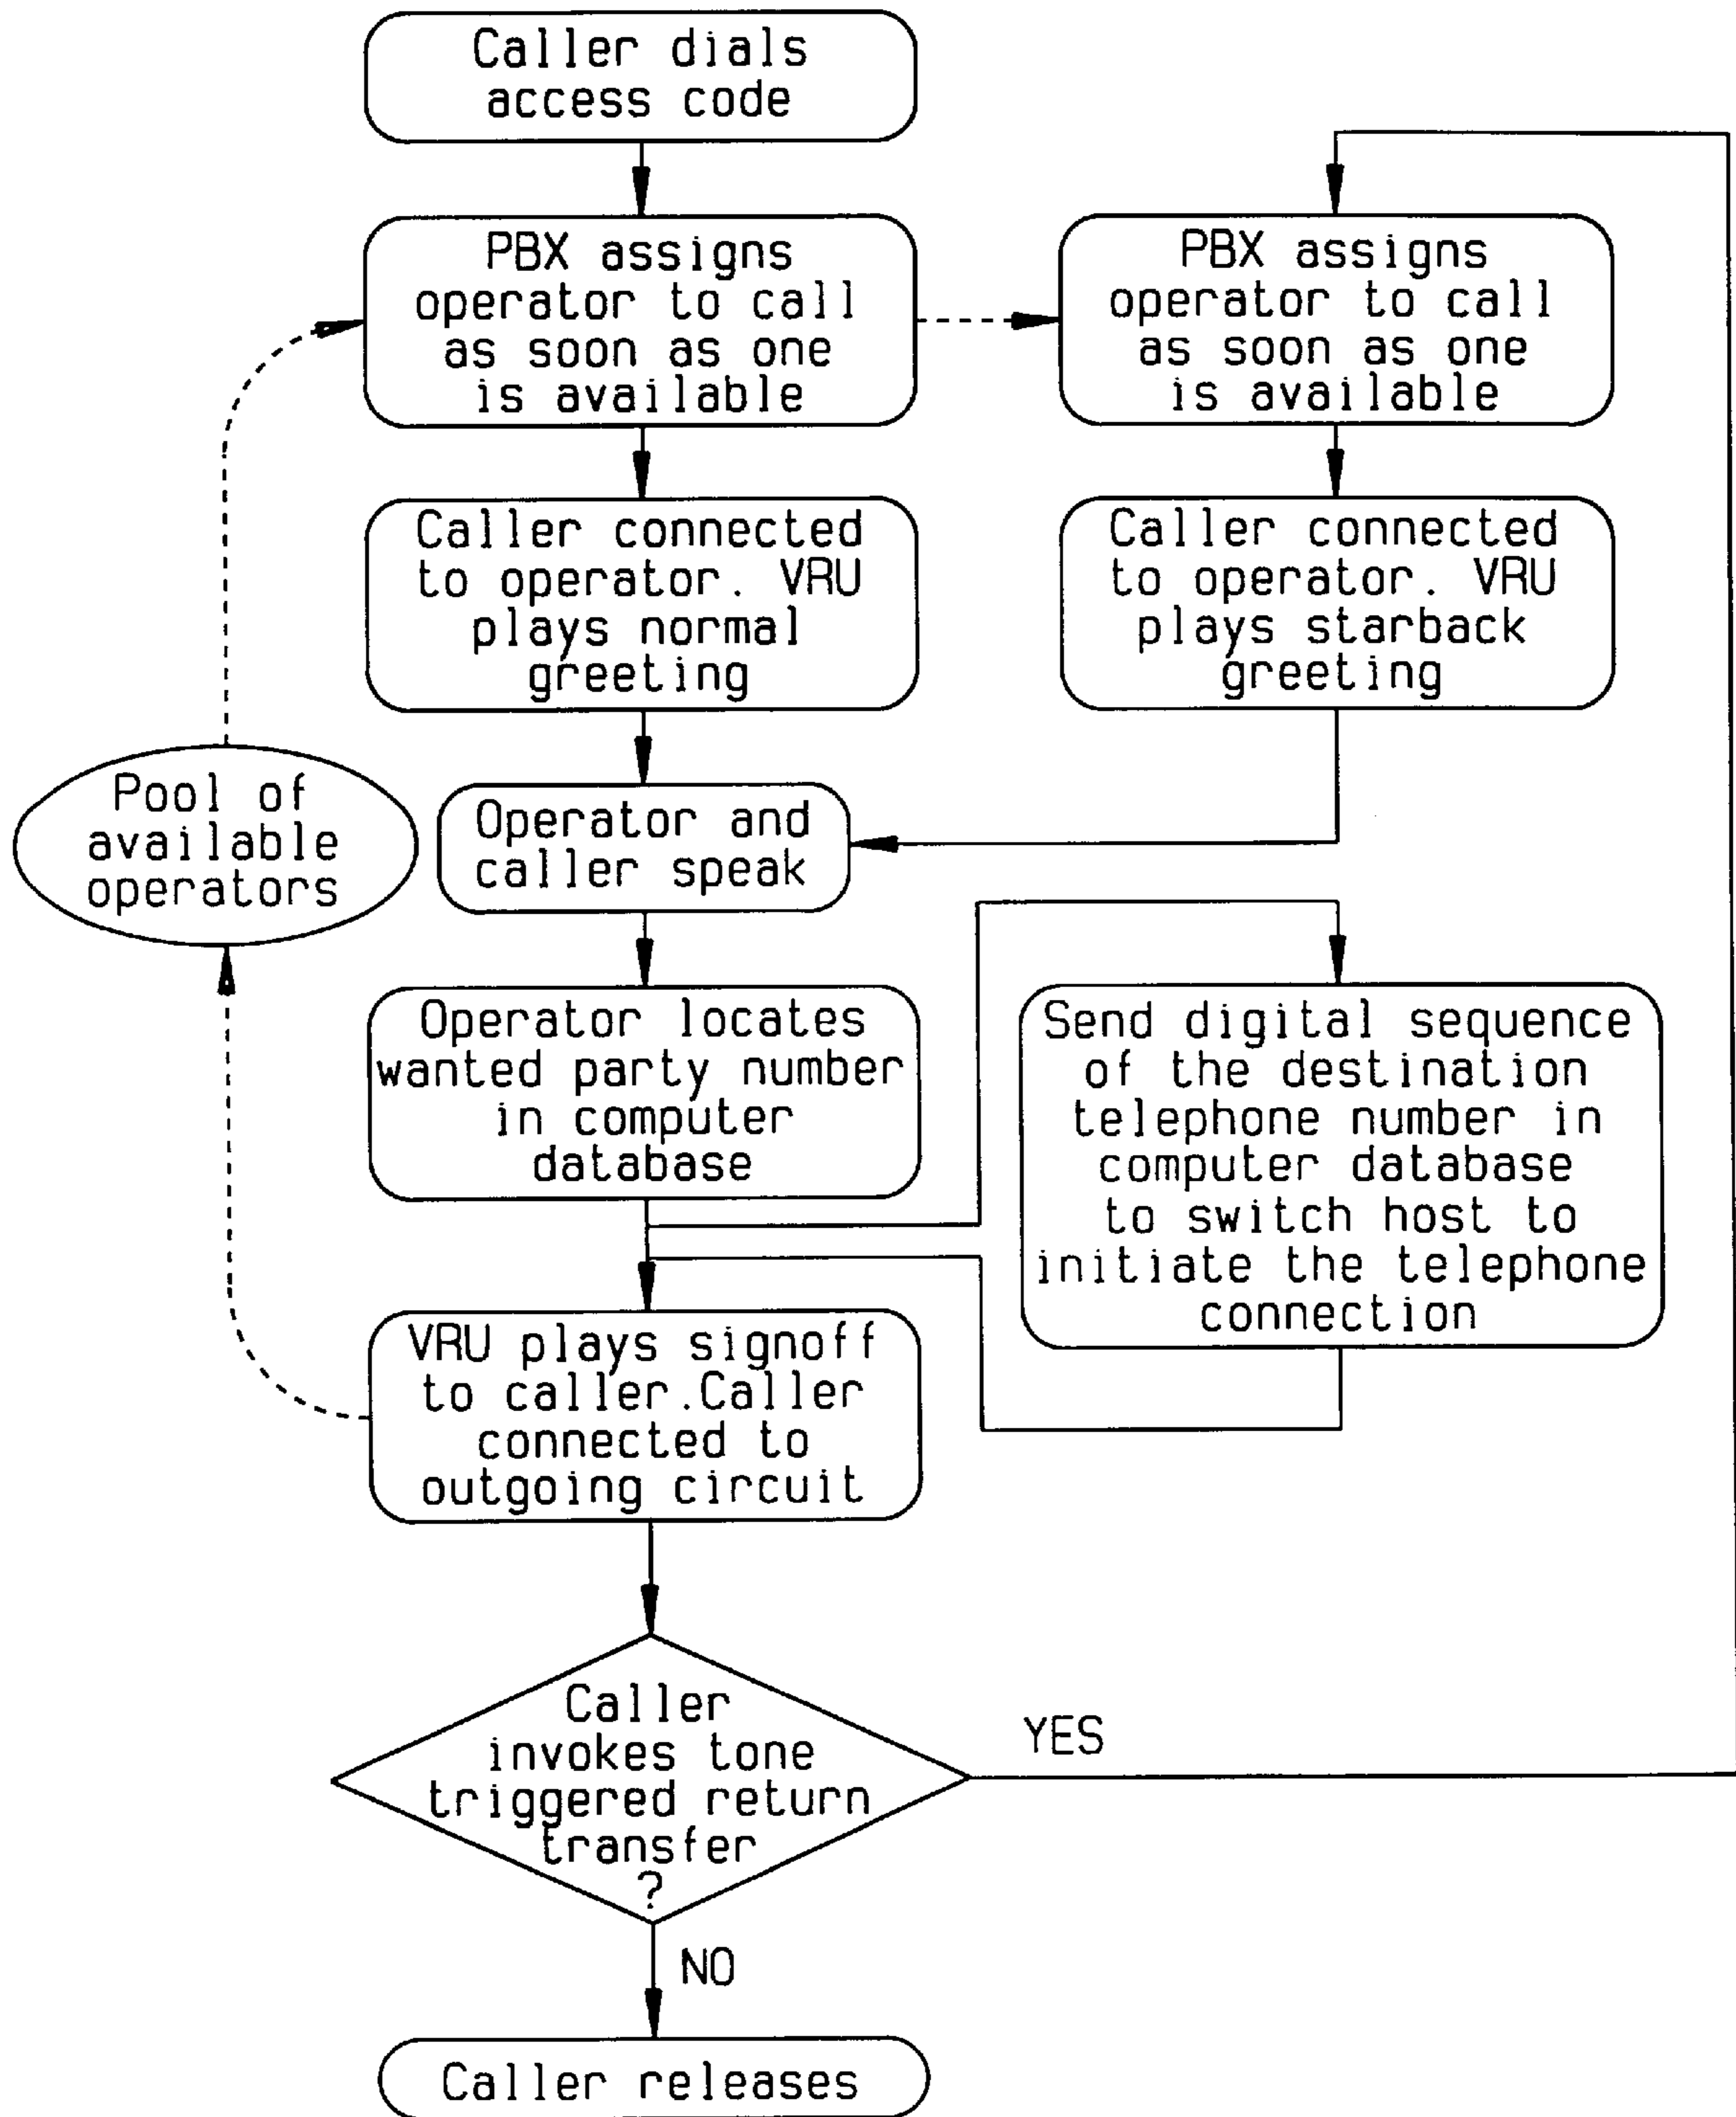 Caller dials
access code
PBX assigns
operator to call
as soon as one
is available
PBX assigns
operator to call
as soon as one
is available
Caller connected
to operator. VRU
plays normal
greeting
Caller connected
to operator. VRU
plays starback
greeting
Pool of
available
operators
Operator and
caller speak
Operator locates
wanted party number
in computer
database
Send digital sequence
of the destination
telephone number in
computer database
to switch host to
initiate the telephone
connection
VRU plays signoff
to caller.Caller
connected to
outgoing circuit
Caller
invokes tone
triggered return
transfer
?
YES
NO
Caller releases